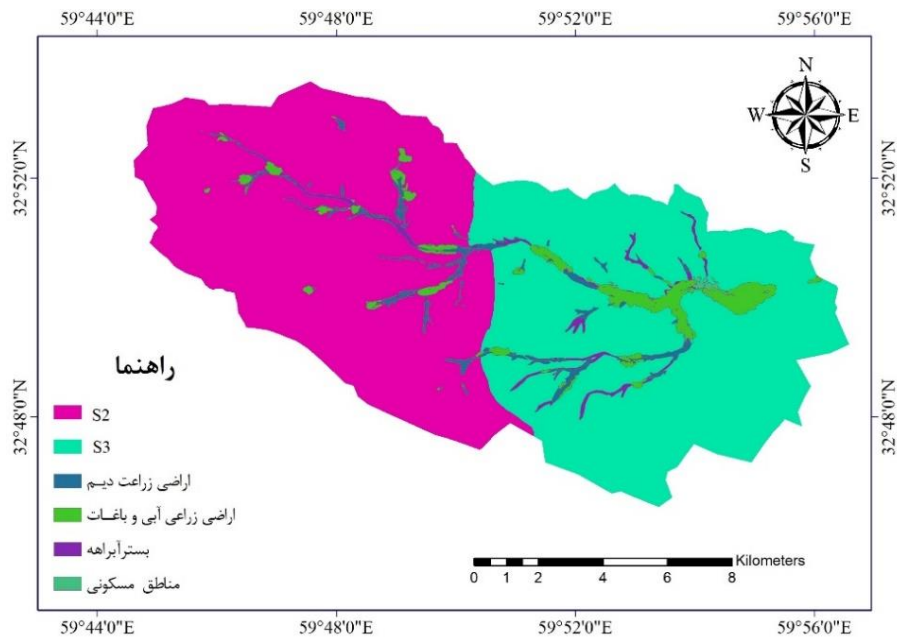 59°44'0"E 59°48'0"E 59°52'0"E 59°56'0"E
N
W E
S
32°52'0"N 32°52'0"N
راهنما
S2
S3
اراضی زراعت دیـم
اراضی زراعی آبی و باغـات
بسترآبراهه
مناطق مسکونی
32°48'0"N 32°48'0"N
Kilometers
0 1 2 4 6 8
59°44'0"E 59°48'0"E 59°52'0"E 59°56'0"E